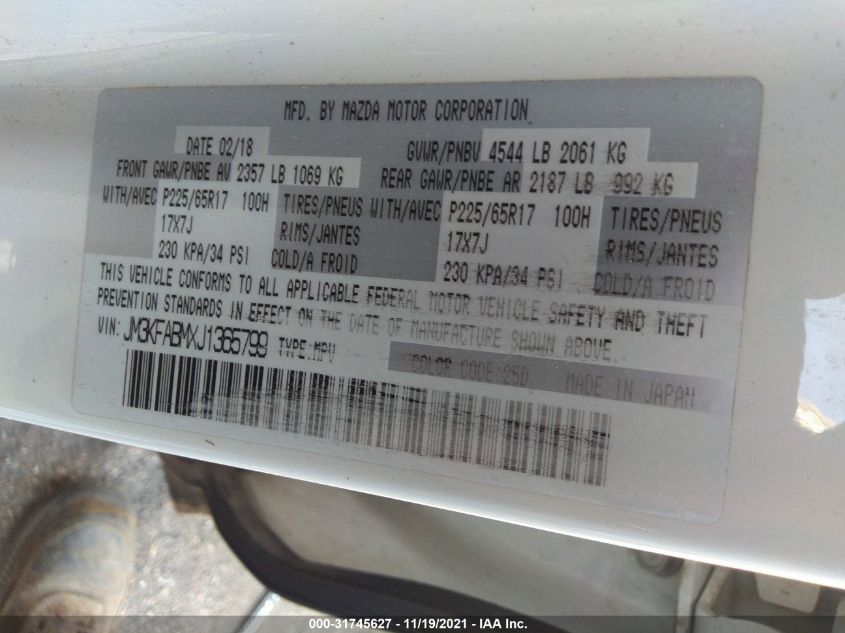 MFD. BY MAZDA MOTOR CORPORATION
DATE 02/18 GVWR/PNBV 4544 LB 2061 KG
FRONT GAWR/PNBE AV 2357 LB 1069 KG REAR GAWR/PNBE AR 2187 LB 992 KG
WITH/AVEC P225/65R17 100H TIRES/PNEUS WITH/AVEC P225/65R17 100H TIRES/PNEUS
17X7J RIMS/JANTES 17X7J RIMS/JANTES
230 KPA/34 PSI COLD/A FROID 230 KPA/34 PSI COLD/A FROID
THIS VEHICLE CONFORMS TO ALL APPLICABLE FEDERAL MOTOR VEHICLE SAFETY AND THEFT
PREVENTION STANDARDS IN EFFECT ON THE DATE OF MANUFACTURE SHOWN ABOVE.
VIN: JM3KFABMXJ1365799 TYPE:MPV
COLOR CODE:25D MADE IN JAPAN
000-31745627 - 11/19/2021 - IAA Inc.